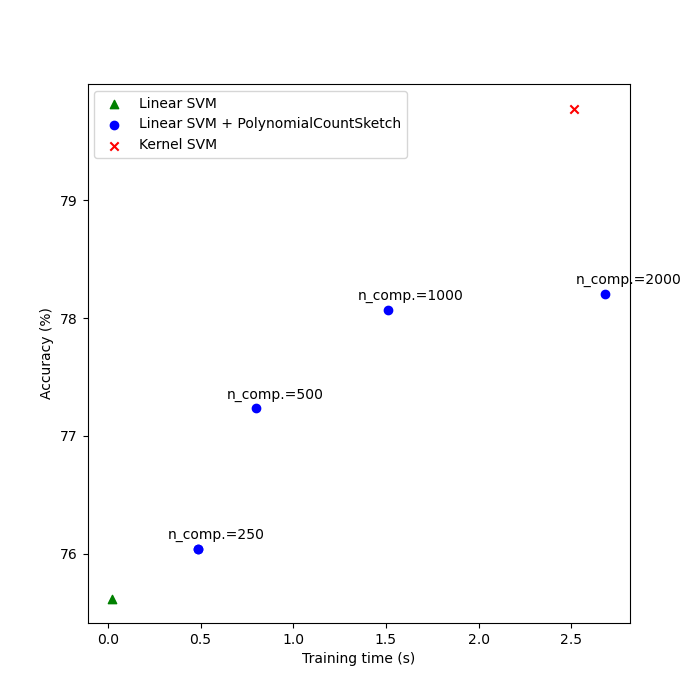 Linear SVM
Linear SVM + PolynomialCountSketch
Kernel SVM
79
n_comp.=2000
n_comp.=1000
78
n_comp.=500
77
n_comp.=250
76
Accuracy (%)
0.0 0.5 1.0 1.5 2.0 2.5
Training time (s)